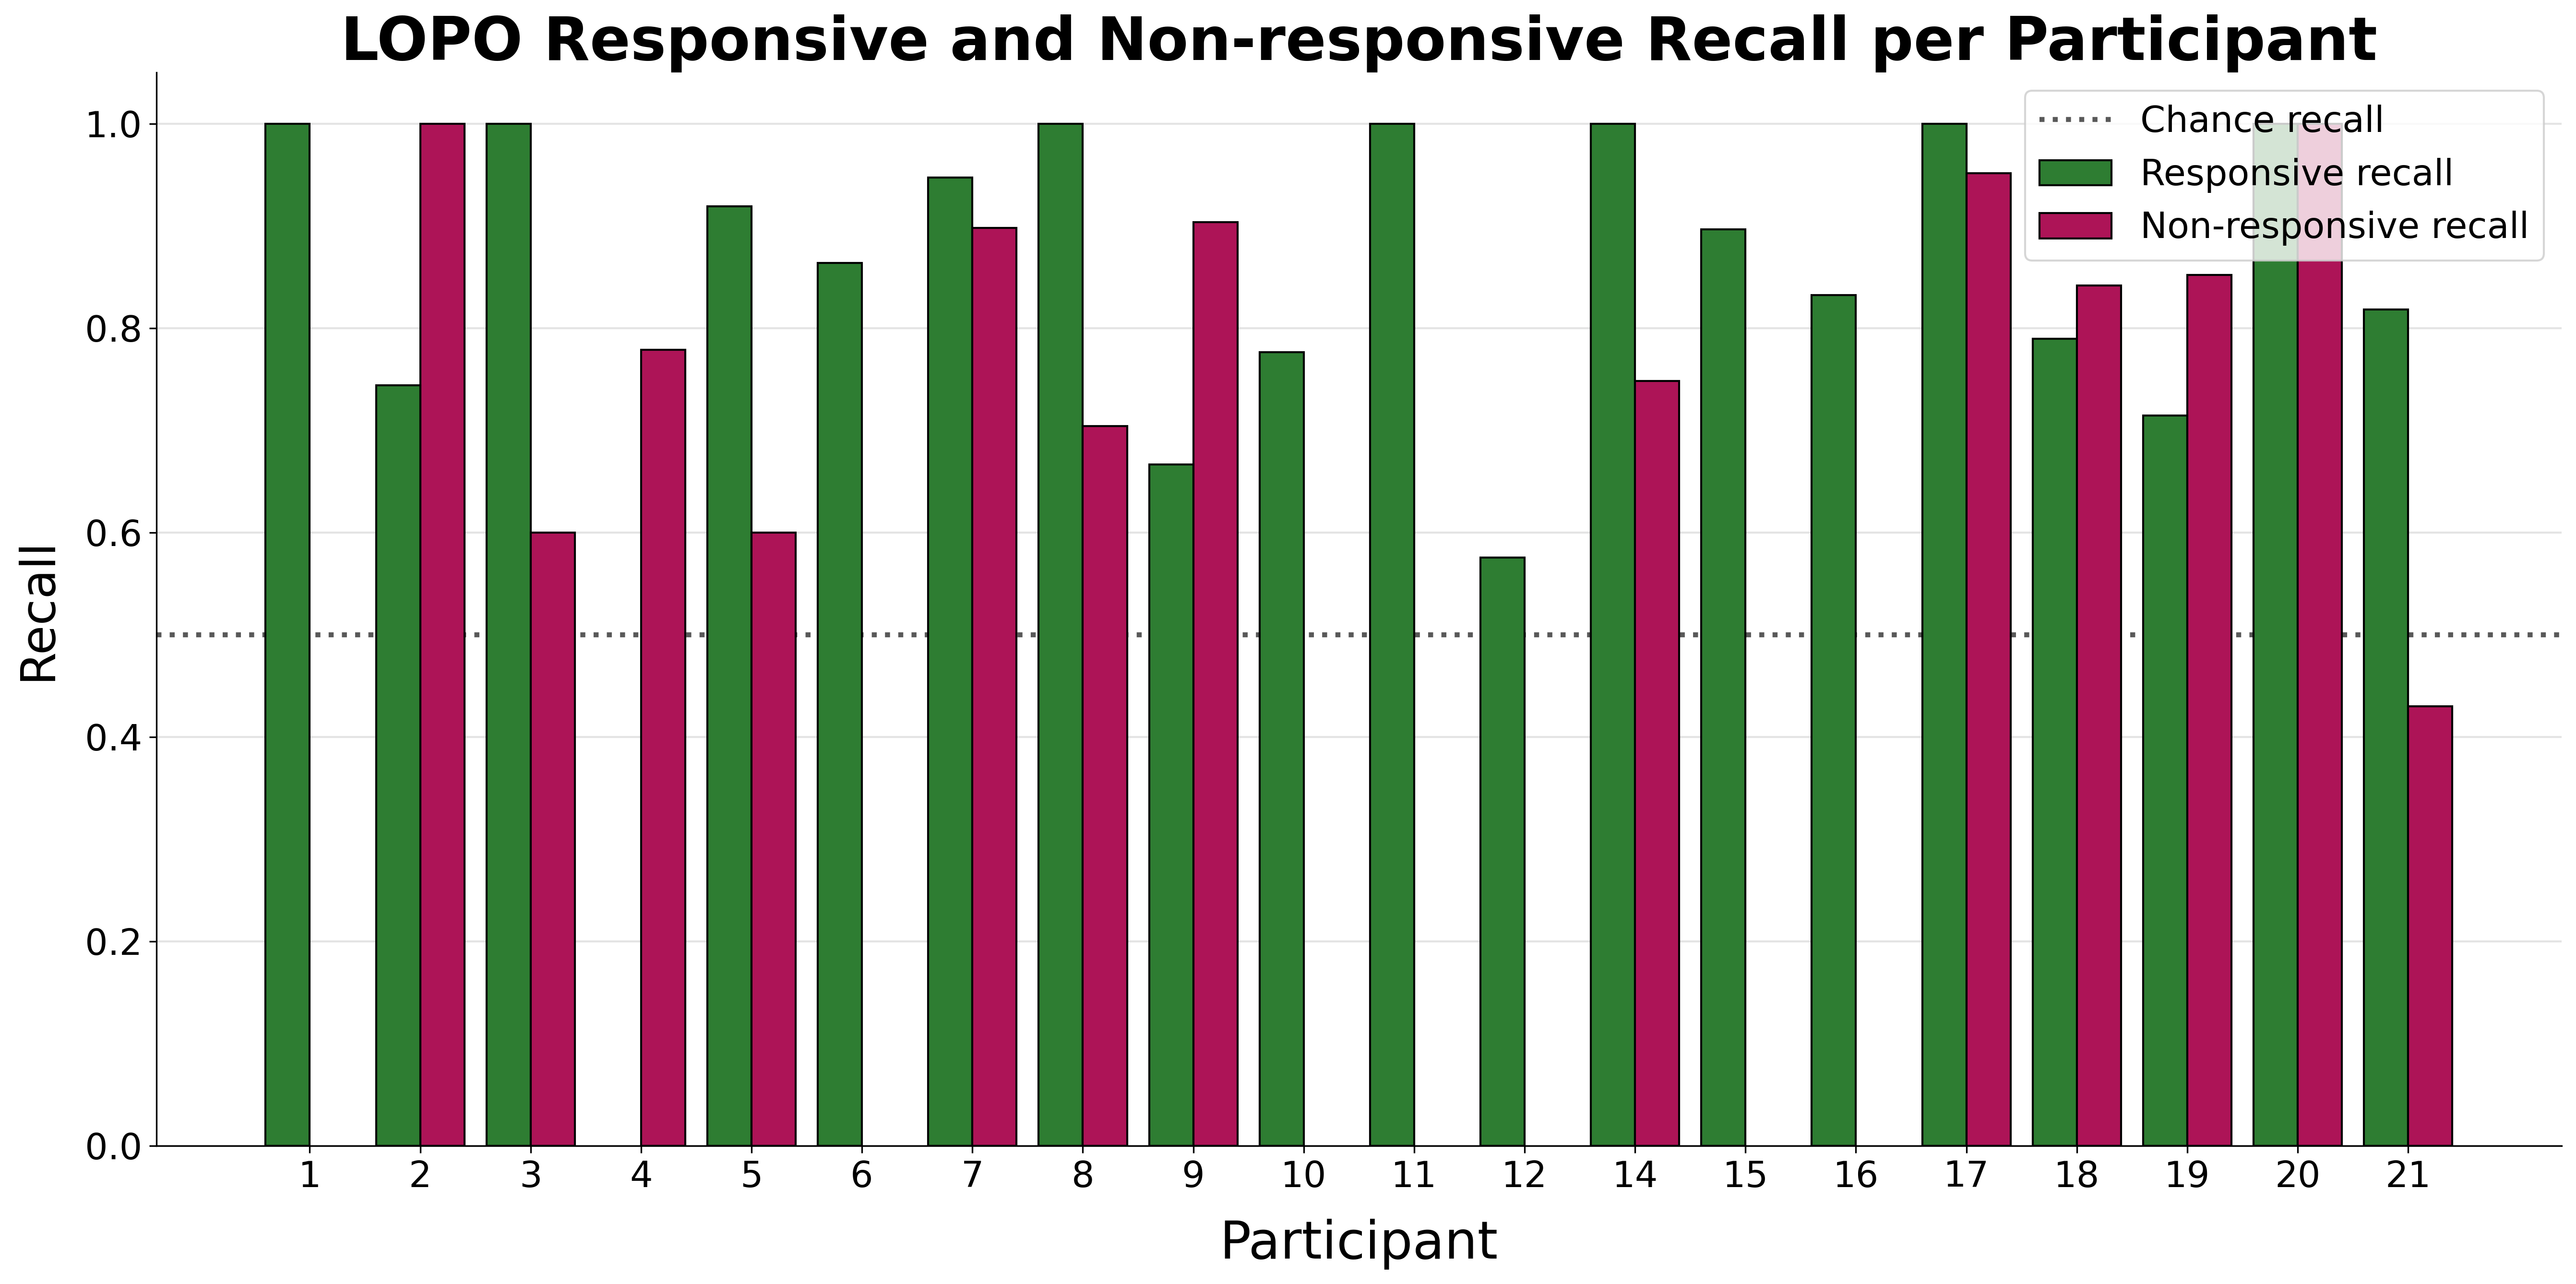 LOPO Responsive and Non-responsive Recall per Participant
Chance recall
Responsive recall
Non-responsive recall
Recall
1.0
0.8
0.6
0.4
0.2
0.0
1 2 3 4 5 6 7 8 9 10 11 12 14 15 16 17 18 19 20 21
Participant